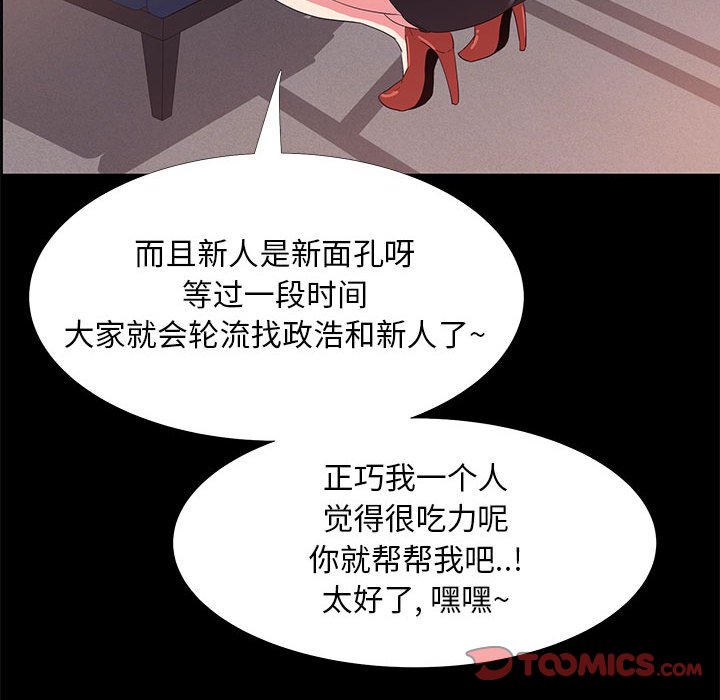 而且新人是新面孔呀
等过一段时间
大家就会轮流找政浩和新人了~
正巧我一个人
觉得很吃力呢
你就帮帮我吧..!
太好了, 嘿嘿~
TOOMICS.COM